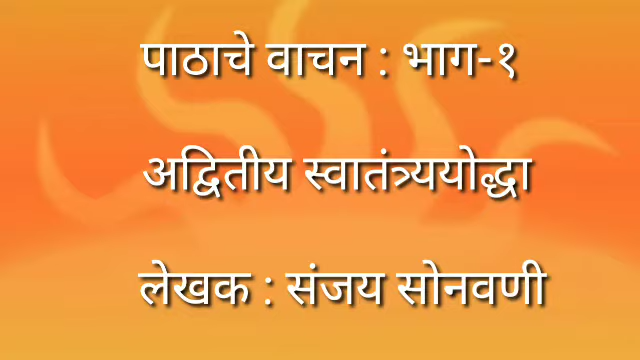 पाठाचे वाचन : भाग-१
अद्वितीय स्वातंत्र्ययोद्धा
लेखक : संजय सोनवणी